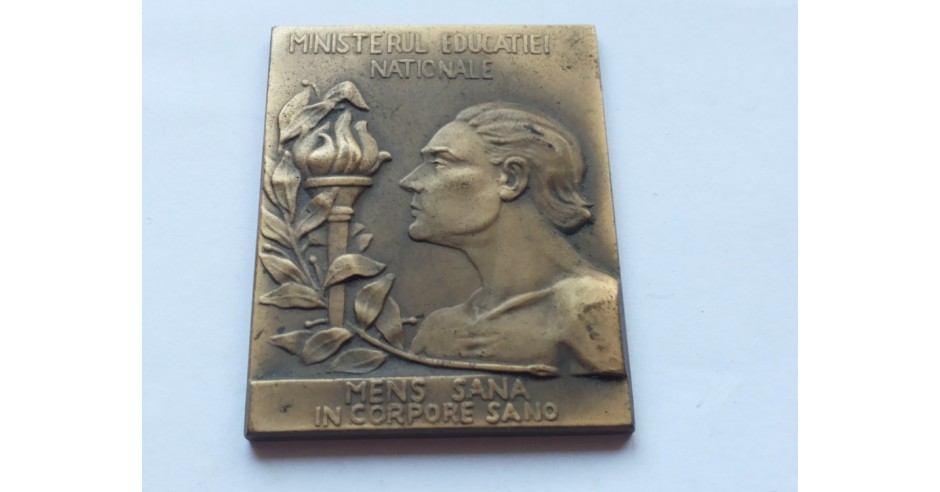 MINISTERUL EDUCATIEI
NATIONALE
MENS SANA
IN CORPORE SANO